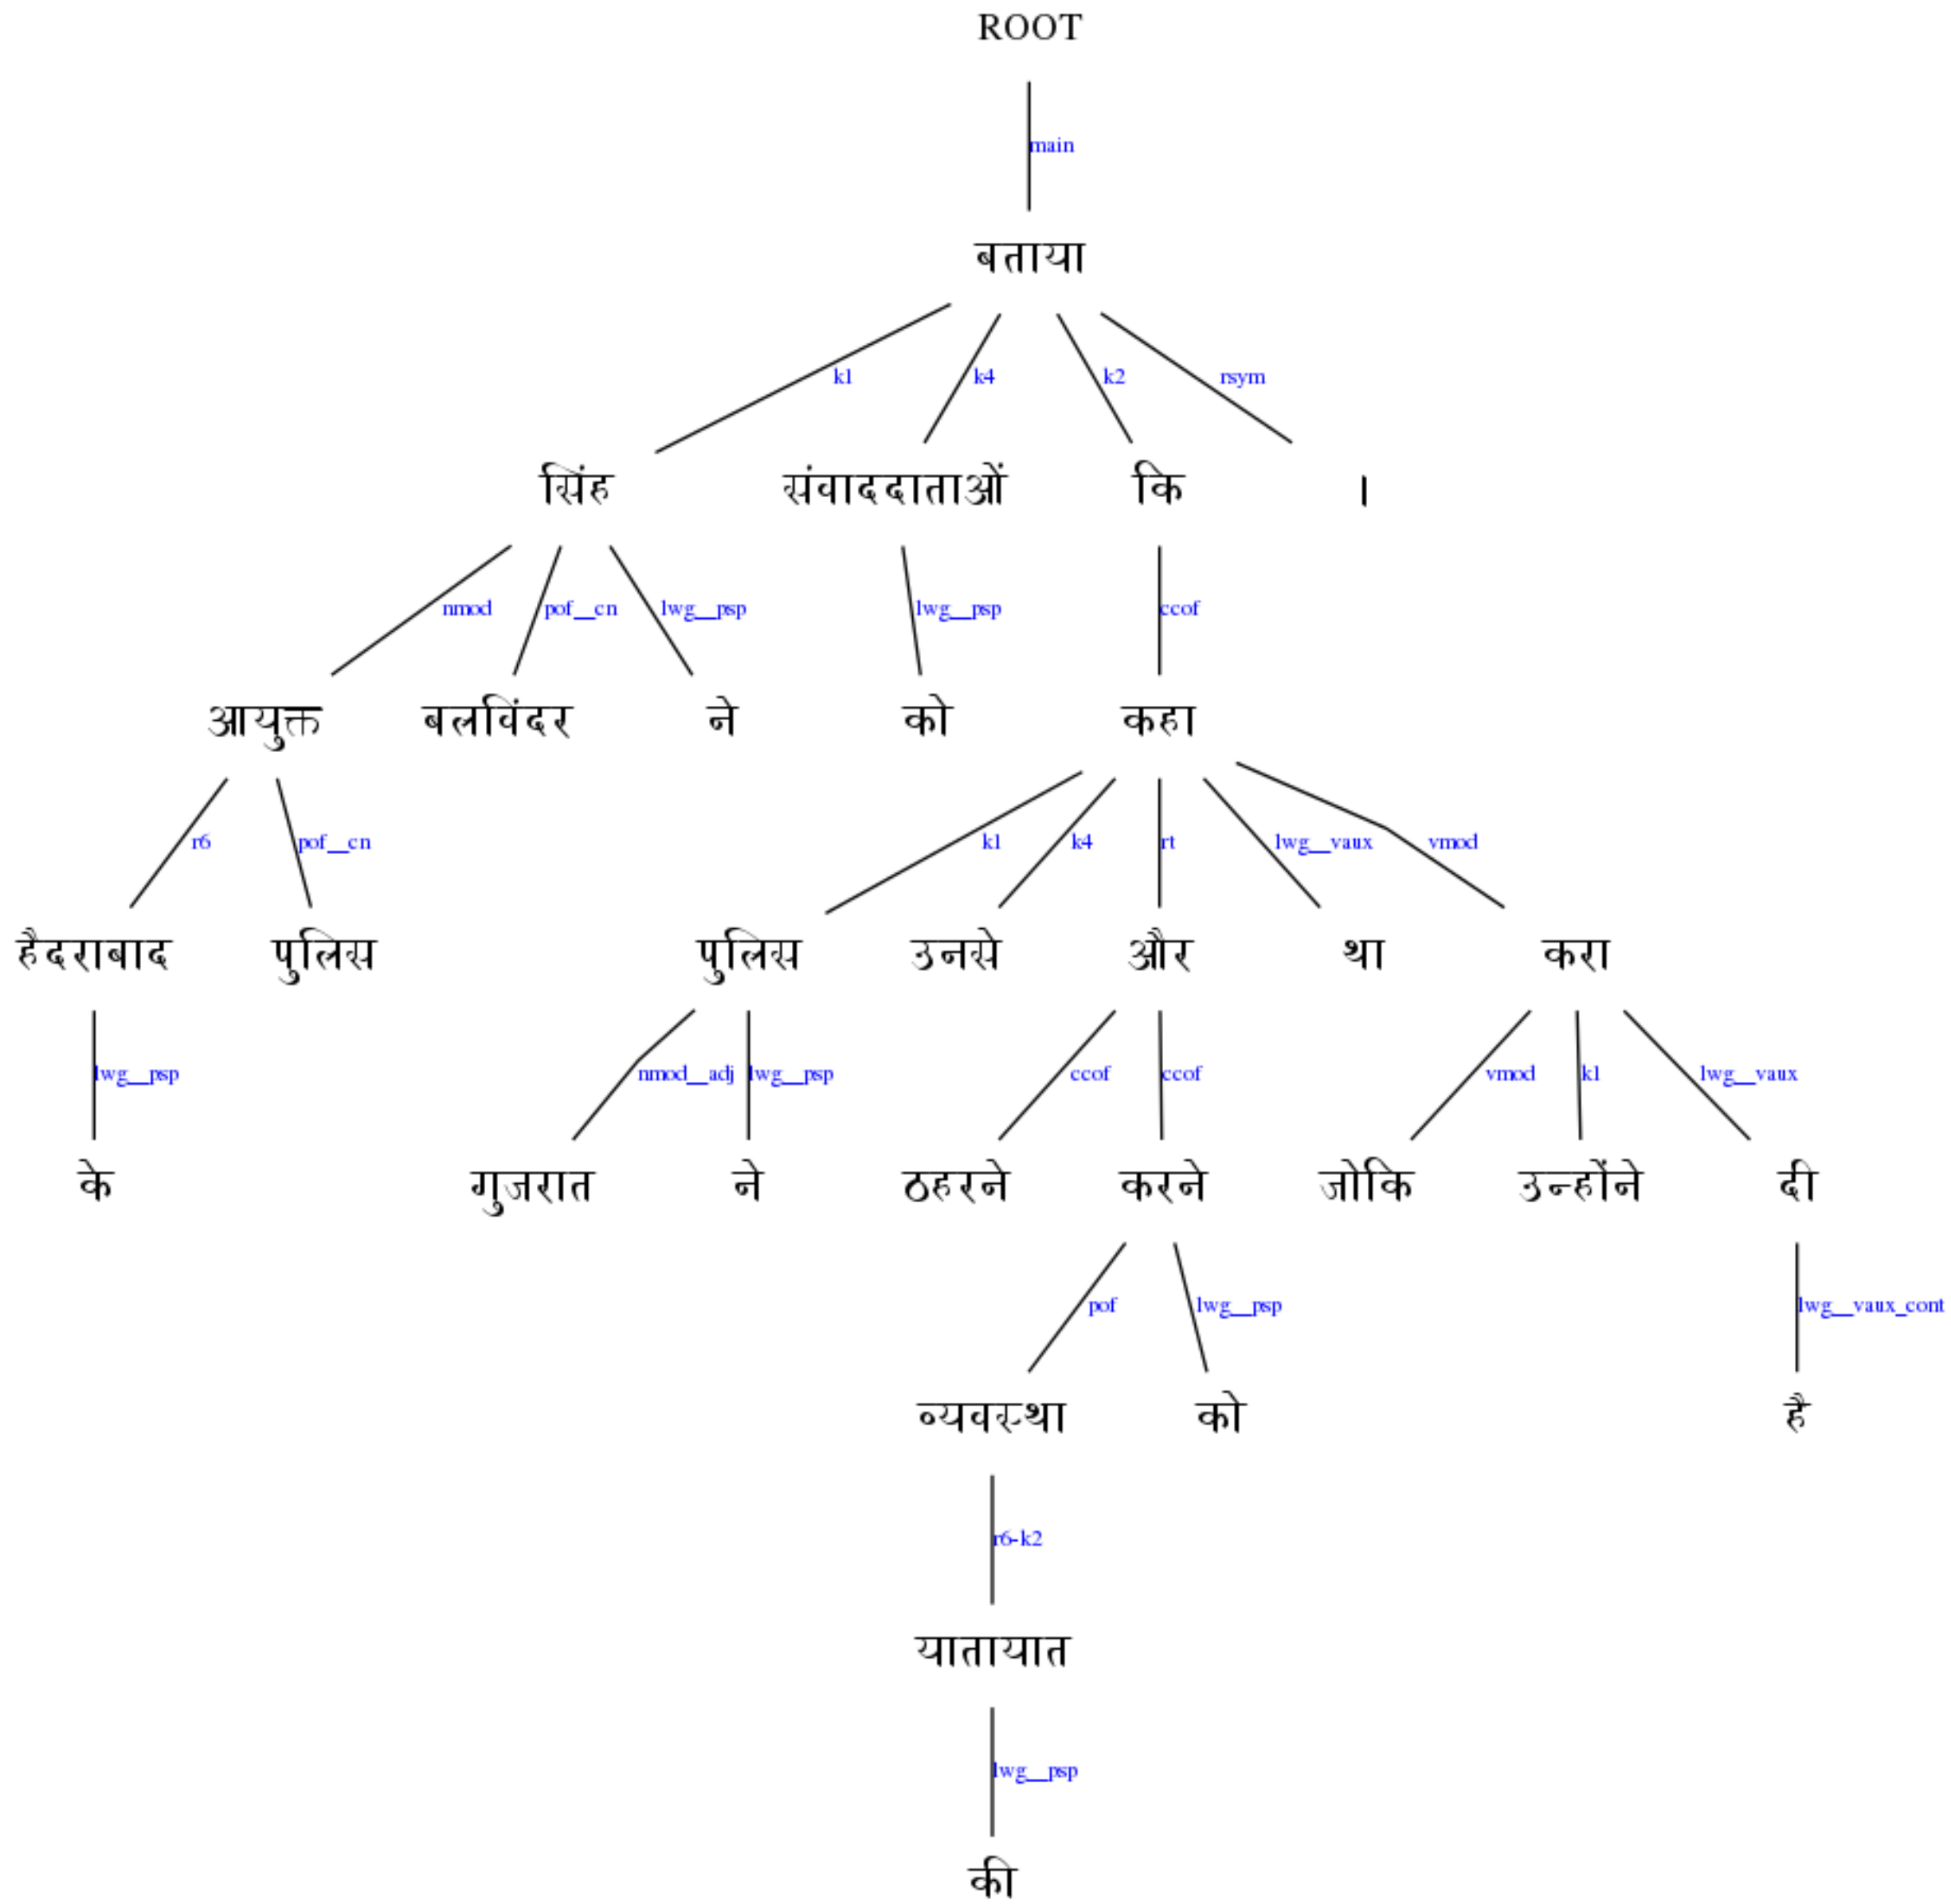 ROOT
main
बताया
k1 k4 k2 rsym
सिंह संवाददाताओं कि ।
nmod pof__cn lwg__psp lwg__psp ccof
आयुक्त बलविंदर ने को कहा
r6 pof__cn k1 k4 rt lwg__vaux vmod
हैदराबाद पुलिस पुलिस उनसे और था करा
lwg__psp nmod__adj lwg__psp ccof ccof vmod k1 lwg__vaux
के गुजरात ने ठहरने करने जोकि उन्होंने दी
pof lwg__psp lwg__vaux_cont
व्यवस्था को है
r6-k2
यातायात
lwg__psp
की